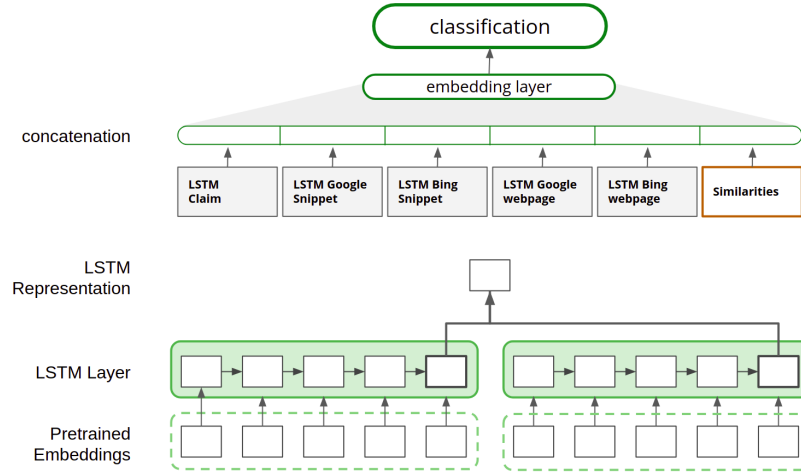 classification
embedding layer
concatenation
LSTM
Claim
LSTM Google
Snippet
LSTM Bing
Snippet
LSTM Google
webpage
LSTM Bing
webpage
Similarities
LSTM
Representation
LSTM Layer
Pretrained
Embeddings